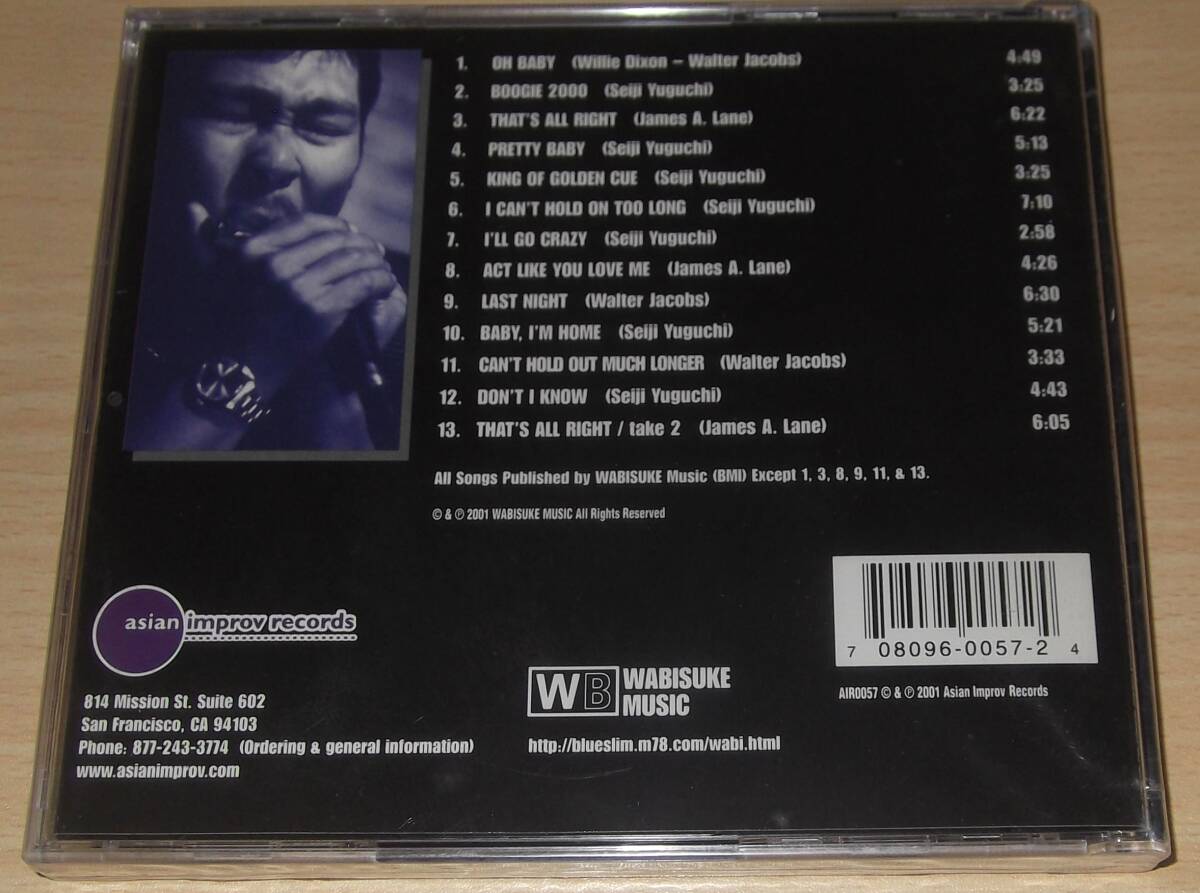 1. OH BABY (Willie Dixon – Walter Jacobs) 4:49
2. BOOGIE 2000 (Seiji Yuguchi) 3:25
3. THAT'S ALL RIGHT (James A. Lane) 6:22
4. PRETTY BABY (Seiji Yuguchi) 5:13
5. KING OF GOLDEN CUE (Seiji Yuguchi) 3:25
6. I CAN'T HOLD ON TOO LONG (Seiji Yuguchi) 7:10
7. I'LL GO CRAZY (Seiji Yuguchi) 2:58
8. ACT LIKE YOU LOVE ME (James A. Lane) 4:26
9. LAST NIGHT (Walter Jacobs) 6:30
10. BABY, I'M HOME (Seiji Yuguchi) 5:21
11. CAN'T HOLD OUT MUCH LONGER (Walter Jacobs) 3:33
12. DON'T I KNOW (Seiji Yuguchi) 4:43
13. THAT'S ALL RIGHT / take 2 (James A. Lane) 6:05
All Songs Published by WABISUKE Music (BMI) Except 1, 3, 8, 9, 11, & 13.
© & ℗ 2001 WABISUKE MUSIC All Rights Reserved
asian improv records
814 Mission St. Suite 602
San Francisco, CA 94103
Phone: 877-243-3774 (Ordering & general information)
www.asianimprov.com
WB WABISUKE
MUSIC
http://blueslim.m78.com/wabi.html
7 08096-0057-2 4
AIR0057 © & ℗ 2001 Asian Improv Records